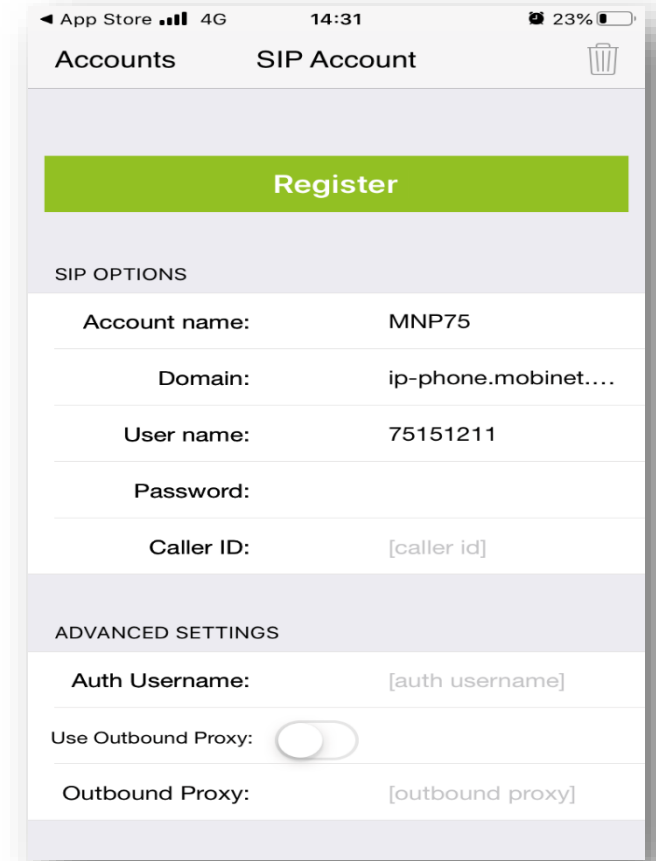 ◀ App Store 4G 14:31 23%
Accounts SIP Account
Register
SIP OPTIONS
Account name: MNP75
Domain: ip-phone.mobinet....
User name: 75151211
Password:
Caller ID: [caller id]
ADVANCED SETTINGS
Auth Username: [auth username]
Use Outbound Proxy:
Outbound Proxy: [outbound proxy]